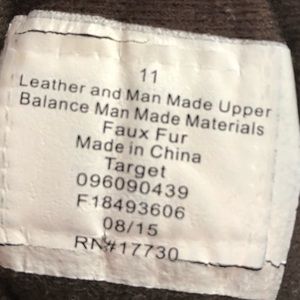 11
Leather and Man Made Upper
Balance Man Made Materials
Faux Fur
Made in China
Target
096090439
F18493606
08/15
RN#17730